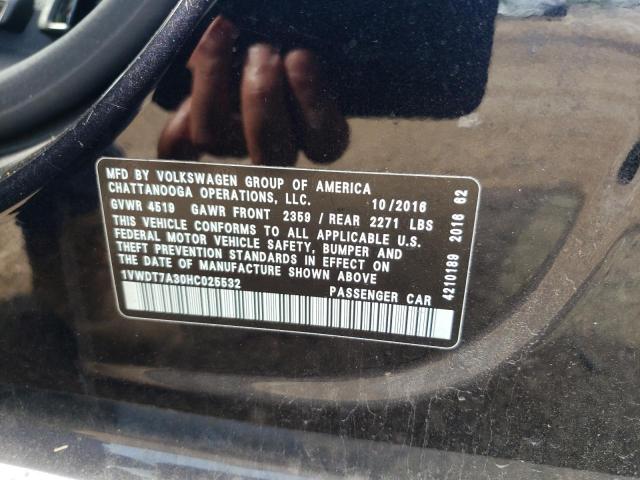 MFD BY VOLKSWAGEN GROUP OF AMERICA
CHATTANOOGA OPERATIONS, LLC. 10/2016
GVWR 4519 GAWR FRONT 2359 / REAR 2271 LBS
THIS VEHICLE CONFORMS TO ALL APPLICABLE U.S.
FEDERAL MOTOR VEHICLE SAFETY, BUMPER AND
THEFT PREVENTION STANDARDS IN EFFECT ON
THE DATE OF MANUFACTURE SHOWN ABOVE
1VWDT7A30HC025532 PASSENGER CAR
4210189 2016 62